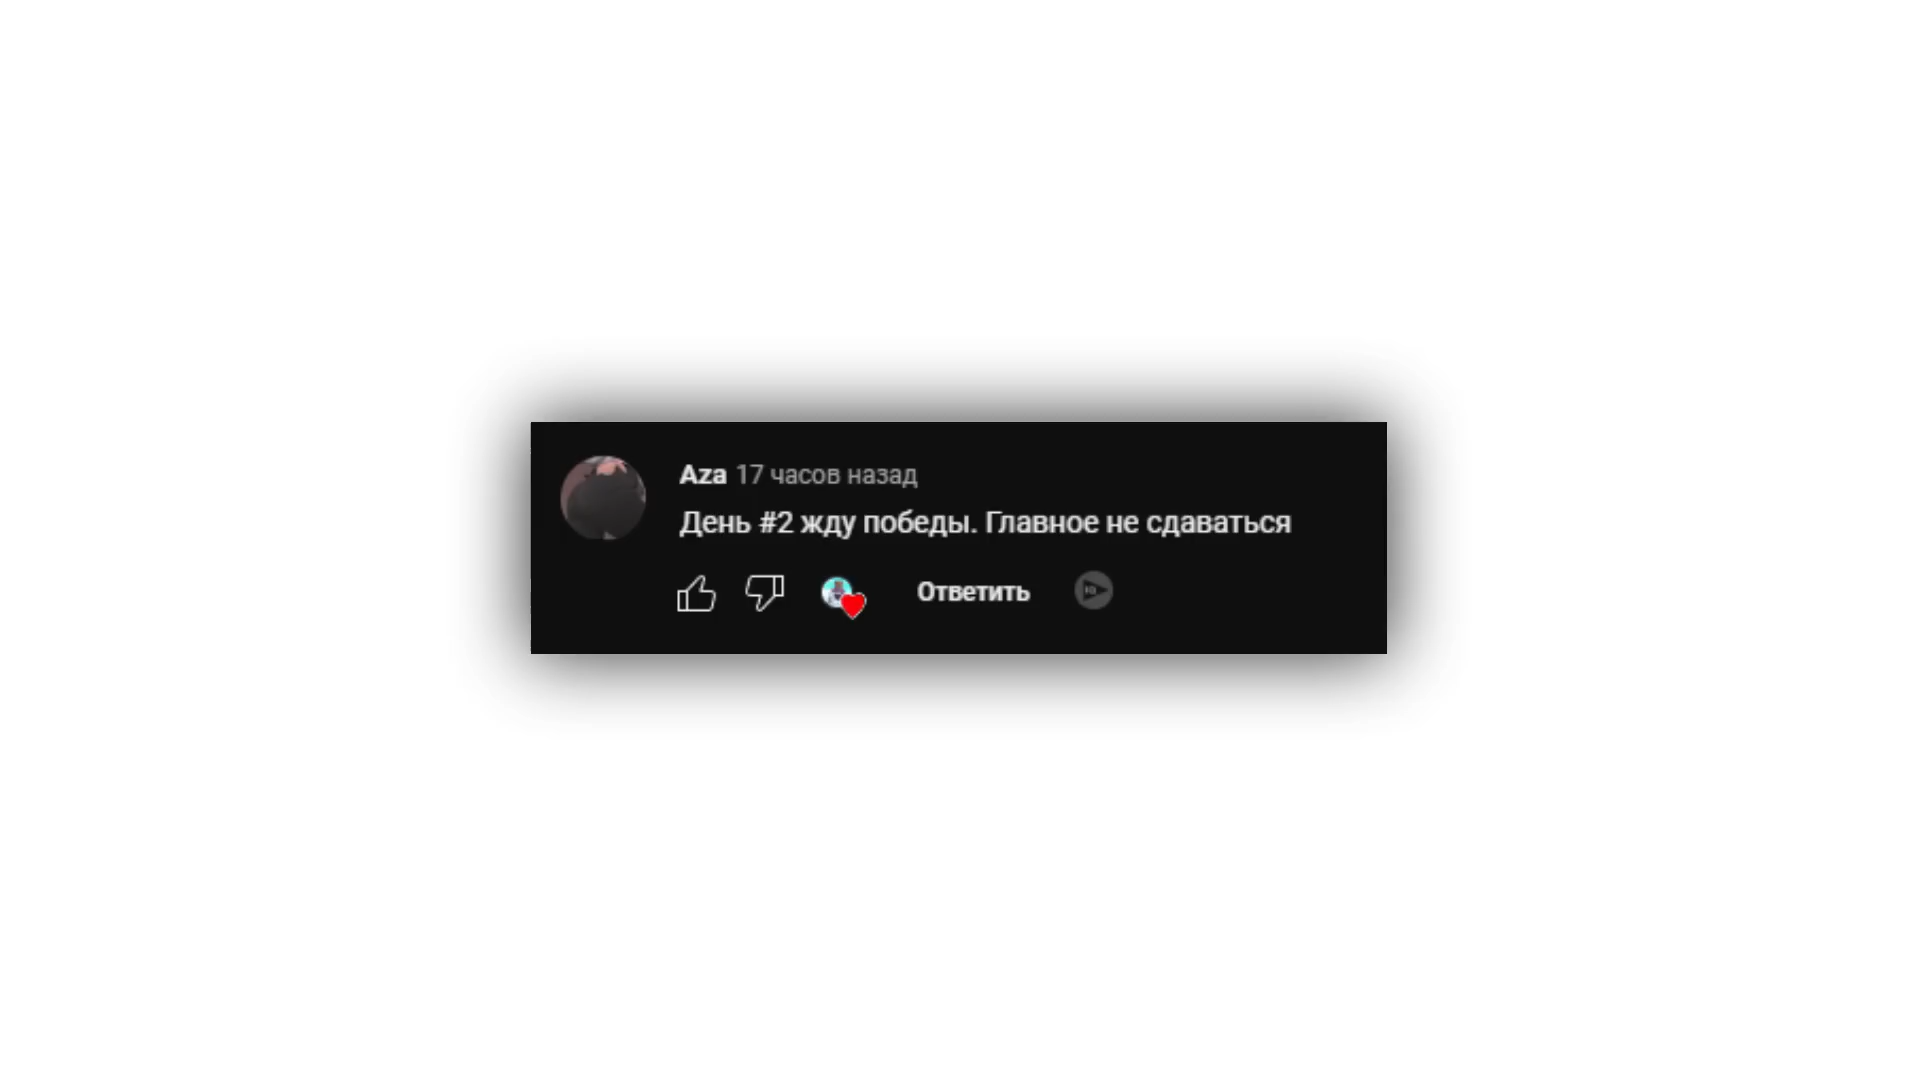 Aza 17 часов назад
День #2 жду победы. Главное не сдаваться
Ответить